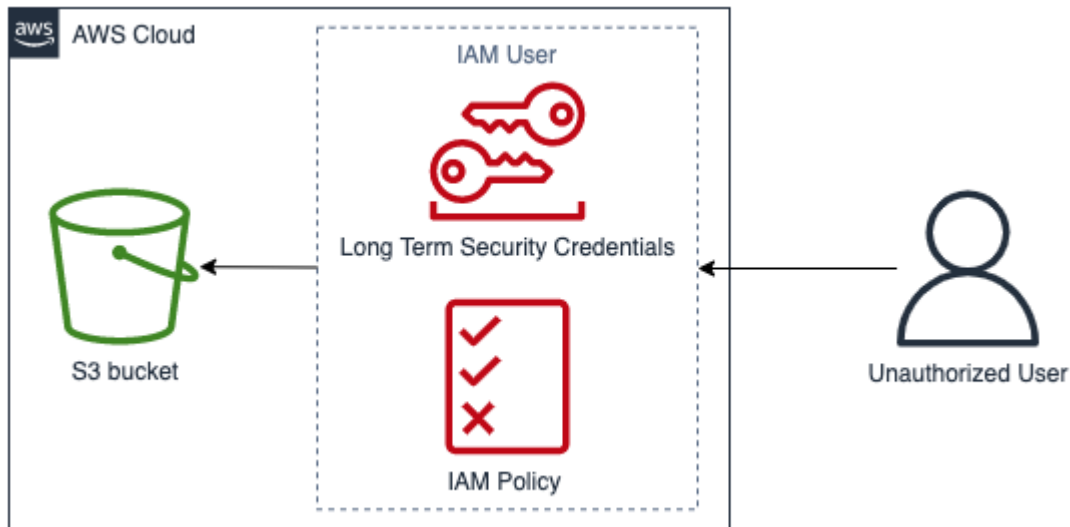 aws
AWS Cloud
IAM User
Long Term Security Credentials
S3 bucket
Unauthorized User
IAM Policy